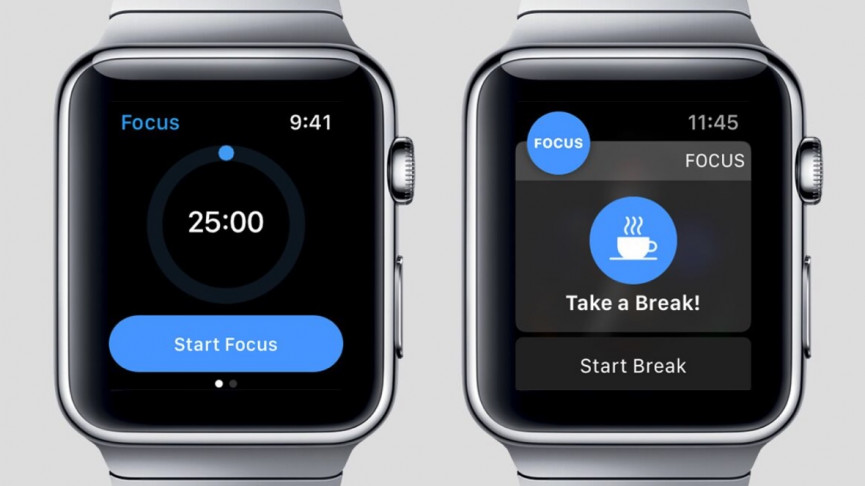 Focus 9:41
25:00
Start Focus
11:45
FOCUS
FOCUS
Take a Break!
Start Break